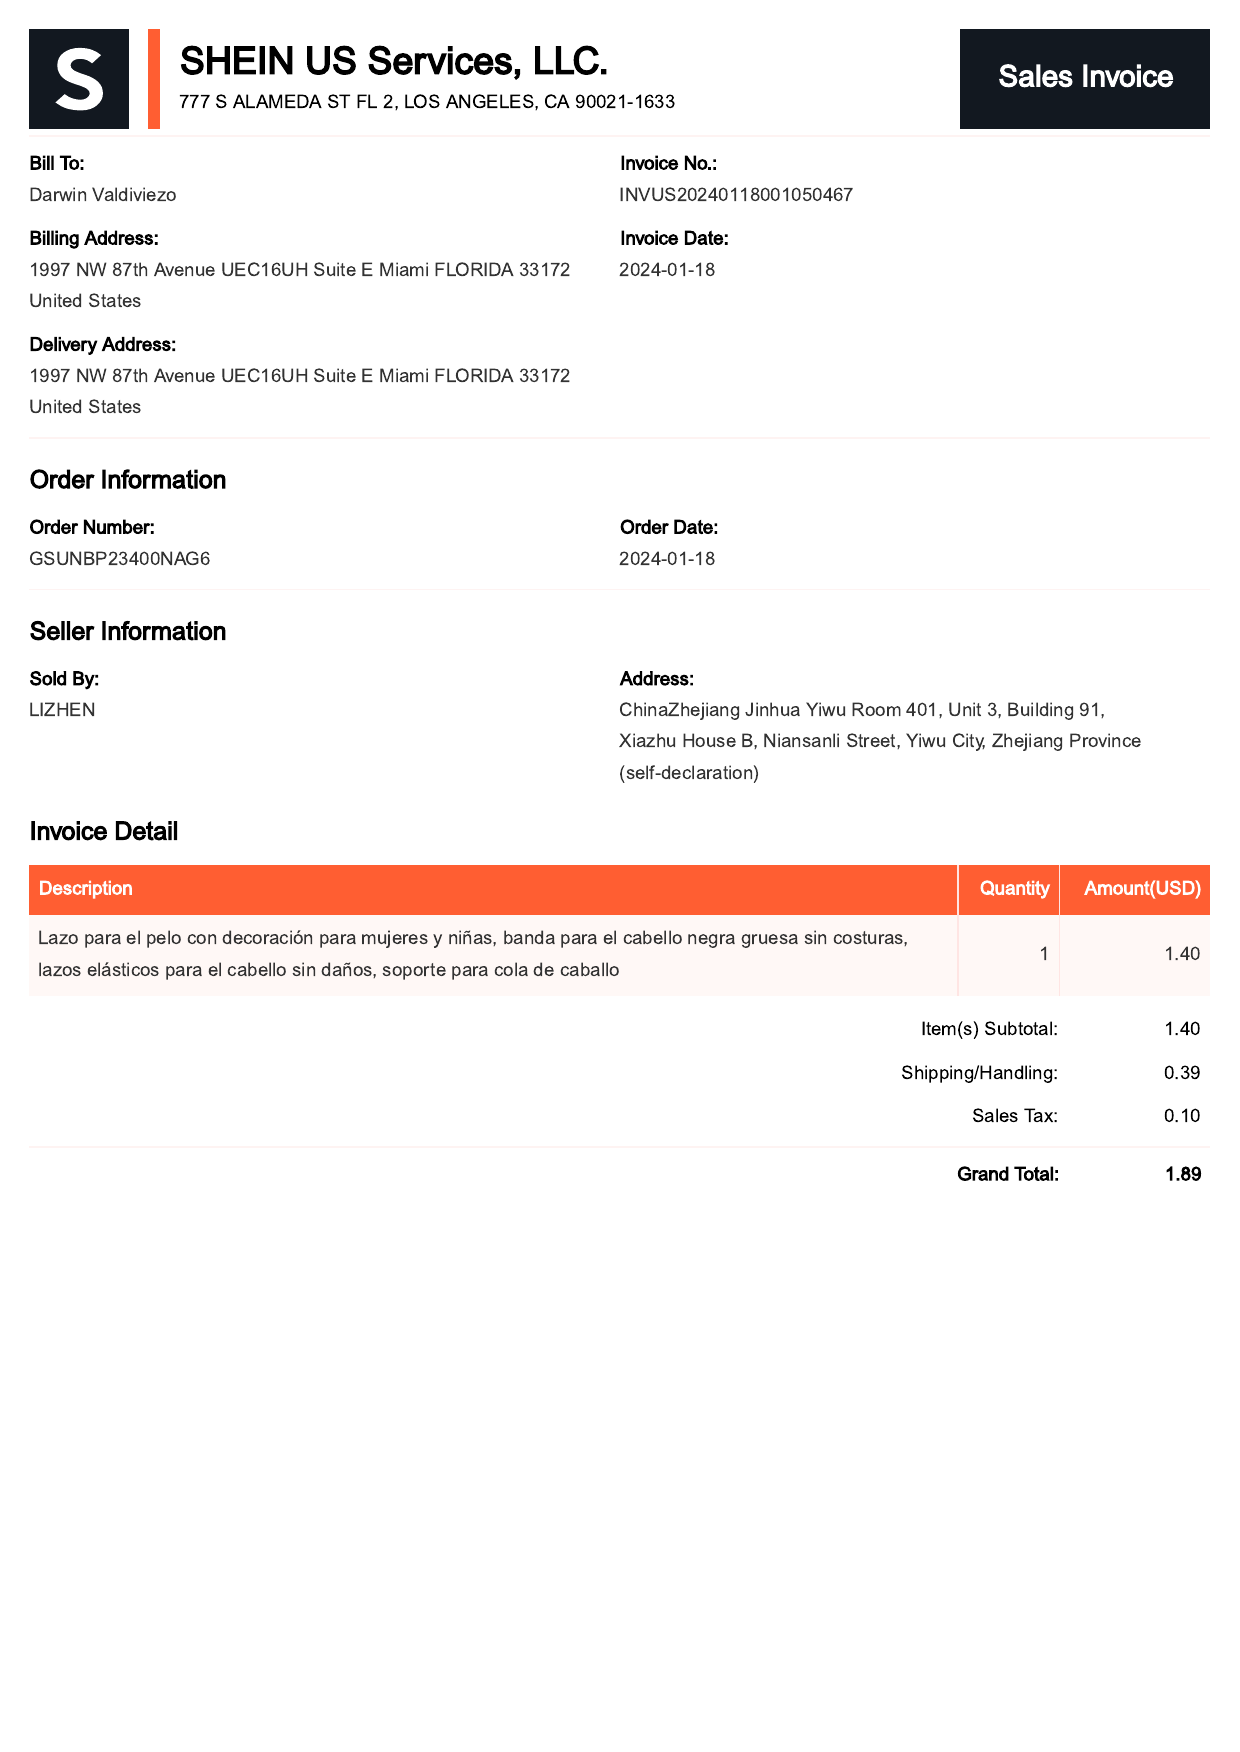 S
SHEIN US Services, LLC.
777 S ALAMEDA ST FL 2, LOS ANGELES, CA 90021-1633
Sales Invoice
Bill To:
Darwin Valdiviezo
Invoice No.:
INVUS20240118001050467
Billing Address:
1997 NW 87th Avenue UEC16UH Suite E Miami FLORIDA 33172
United States
Invoice Date:
2024-01-18
Delivery Address:
1997 NW 87th Avenue UEC16UH Suite E Miami FLORIDA 33172
United States
Order Information
Order Number:
GSUNBP23400NAG6
Order Date:
2024-01-18
Seller Information
Sold By:
LIZHEN
Address:
ChinaZhejiang Jinhua Yiwu Room 401, Unit 3, Building 91,
Xiazhu House B, Niansanli Street, Yiwu City, Zhejiang Province
(self-declaration)
Invoice Detail
Description Quantity Amount(USD)
Lazo para el pelo con decoración para mujeres y niñas, banda para el cabello negra gruesa sin costuras,
lazos elásticos para el cabello sin daños, soporte para cola de caballo
1 1.40
Item(s) Subtotal: 1.40
Shipping/Handling: 0.39
Sales Tax: 0.10
Grand Total: 1.89